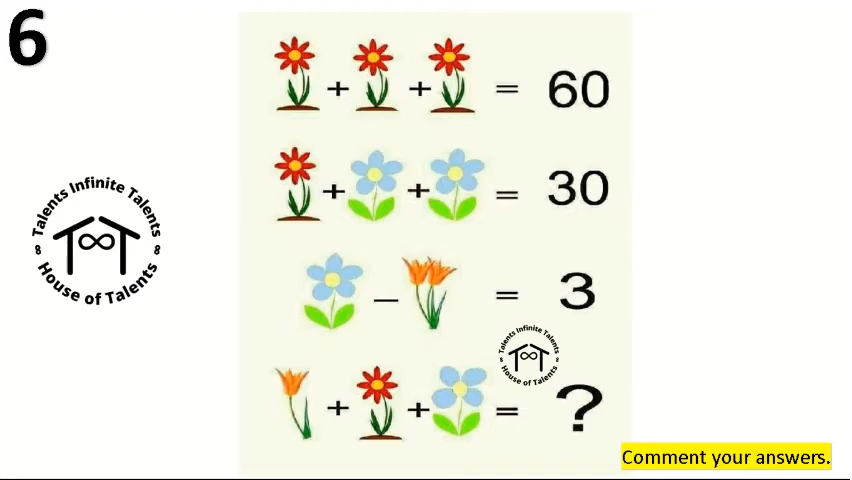 6
+ + = 60
+ + = 30
− = 3
+ + = ?
∞ Talents Infinite Talents ∞
∞
House of Talents
∞ Talents Infinite Talents ∞
∞
House of Talents
Comment your answers.